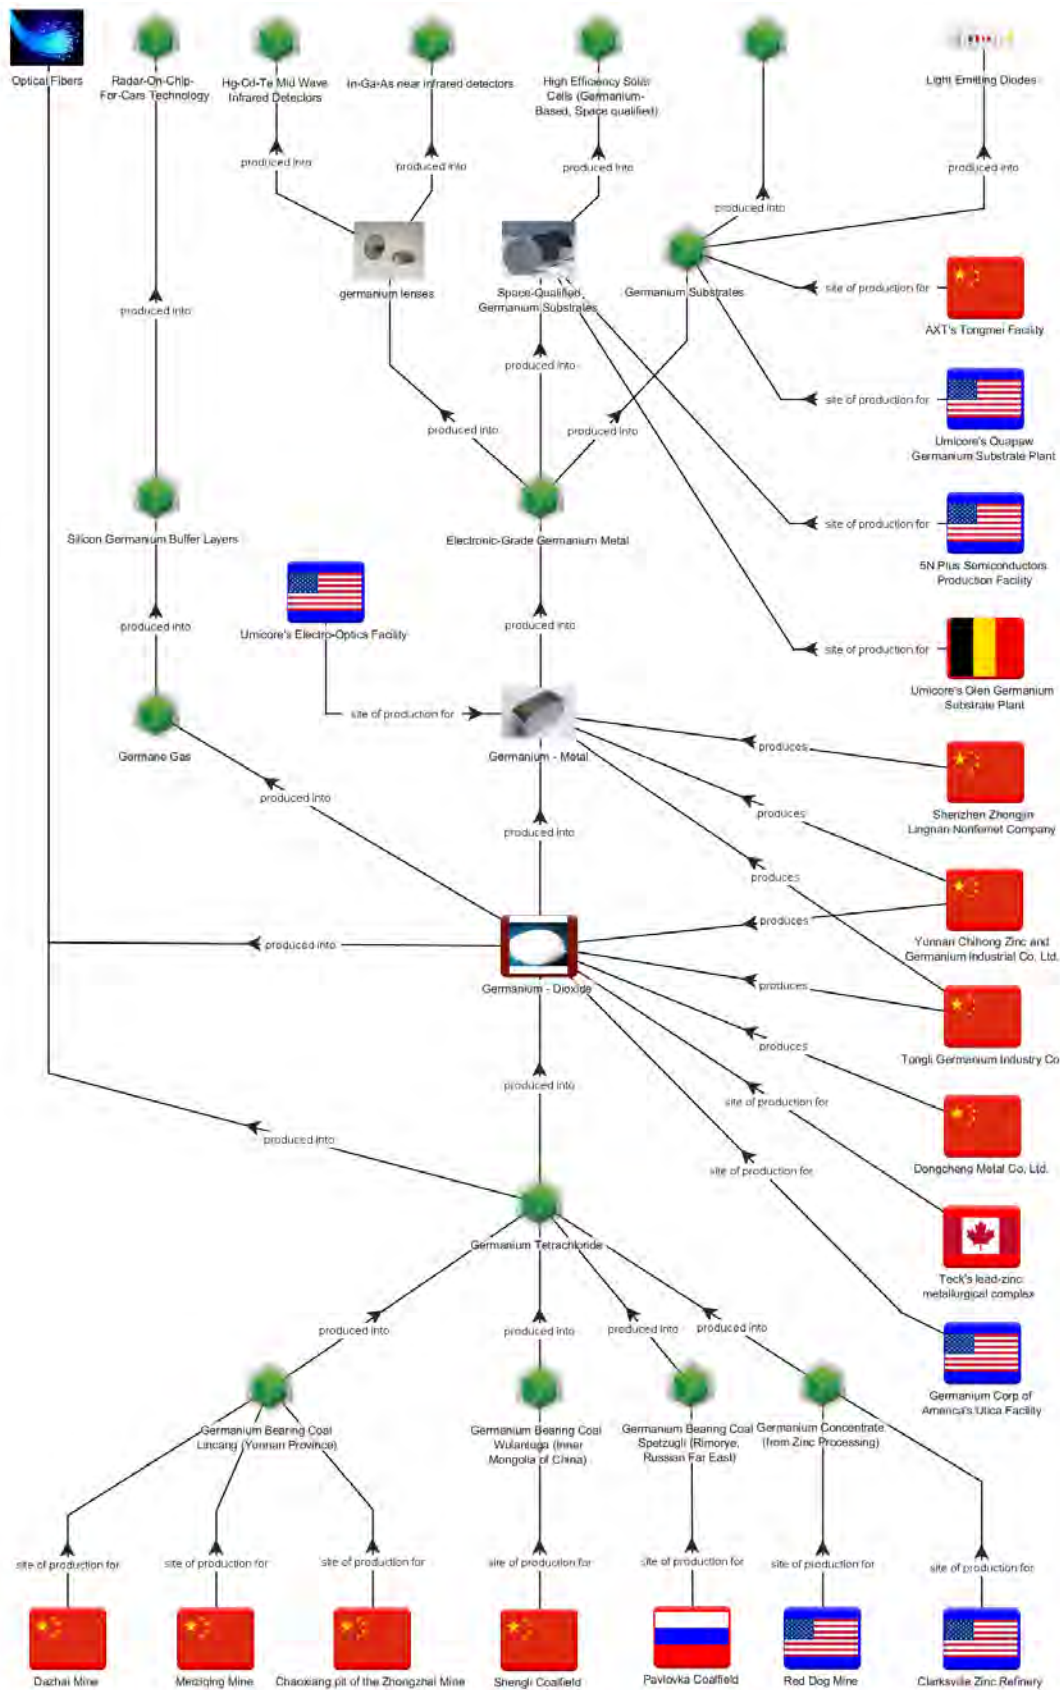 Optical Fibers
Radar-On-Chip-
For-Cars Technology
Hg-Cd-Te Mid Wave
Infrared Detectors
In-Ga-As near infrared detectors
High Efficiency Solar
Cells (Germanium-
Based, Space qualified)
Light Emitting Diodes
produced into
produced into
produced into
produced into
produced into
germanium lenses
Space-Qualified
Germanium Substrates
Germanium Substrates
site of production for
AXT's Tongmei Facility
produced into
produced into
site of production for
produced into
produced into
Umicore's Quapaw
Germanium Substrate Plant
Silicon Germanium Buffer Layers
Electronic-Grade Germanium Metal
site of production for
5N Plus Semiconductors
Production Facility
produced into
produced into
Umicore's Electro-Optics Facility
site of production for
Umicore's Olen Germanium
Substrate Plant
site of production for
Germane Gas
Germanium - Metal
produces
produced into
Shenzhen Zhongjin
Lingnan Nonfemet Company
produces
produced into
produces
produces
produced into
Yunnan Chihong Zinc and
Germanium Industrial Co. Ltd.
Germanium - Dioxide
produces
produces
Tongli Germanium Industry Co
produced into
site of production for
produced into
site of production for
Dongcheng Metal Co. Ltd.
Germanium Tetrachloride
Teck's lead-zinc
metallurgical complex
produced into
produced into
produced into
produced into
Germanium Corp of
America's Utica Facility
Germanium Bearing Coal
Lincang (Yunnan Province)
Germanium Bearing Coal
Wulantuga (Inner
Mongolia of China)
Germanium Bearing Coal
Spetzugli (Rimorye,
Russian Far East)
Germanium Concentrate
(from Zinc Processing)
site of production for
site of production for
site of production for
site of production for
site of production for
site of production for
site of production for
Dazhai Mine
Meiziqing Mine
Chaoxiang pit of the Zhongzhai Mine
Shengli Coalfield
Pavlovka Coalfield
Red Dog Mine
Clarksville Zinc Refinery